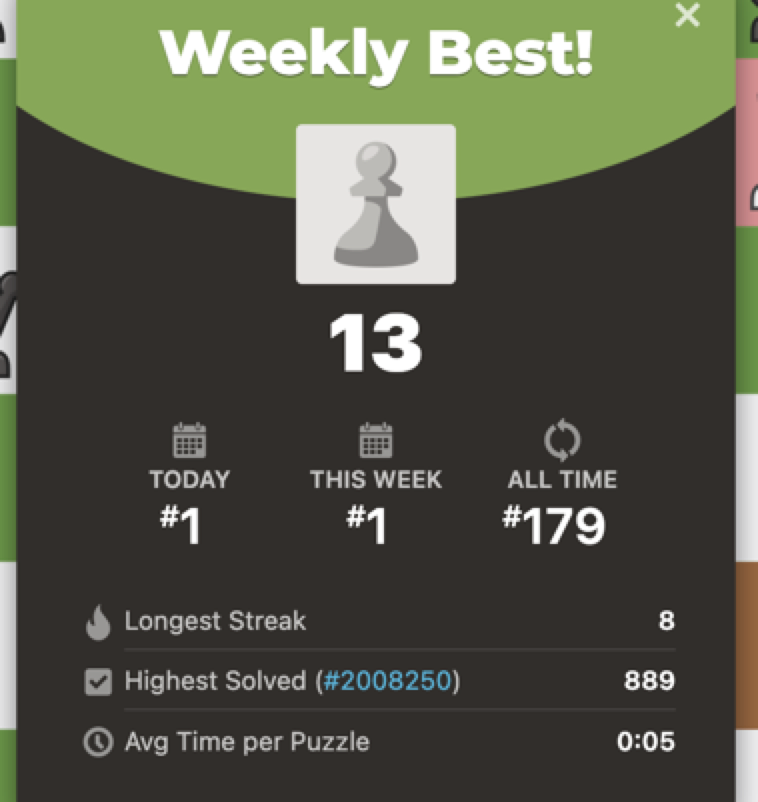 Weekly Best!
13
TODAY THIS WEEK ALL TIME
#1 #1 #179
Longest Streak 8
Highest Solved (#2008250) 889
Avg Time per Puzzle 0:05